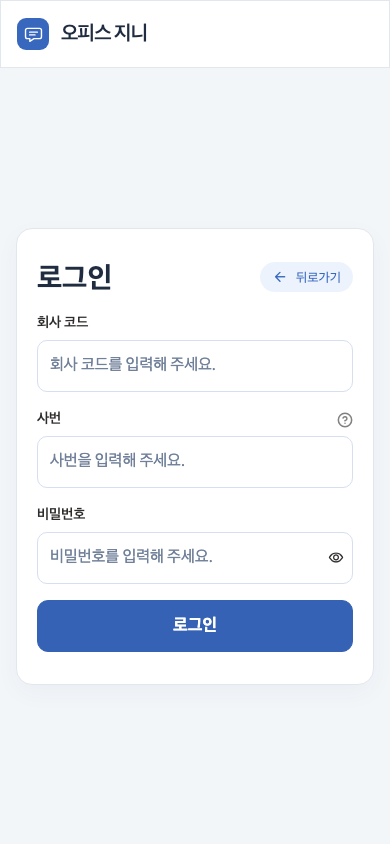 오피스 지니
로그인
뒤로가기
회사 코드
회사 코드를 입력해 주세요.
사번
사번을 입력해 주세요.
비밀번호
비밀번호를 입력해 주세요.
로그인